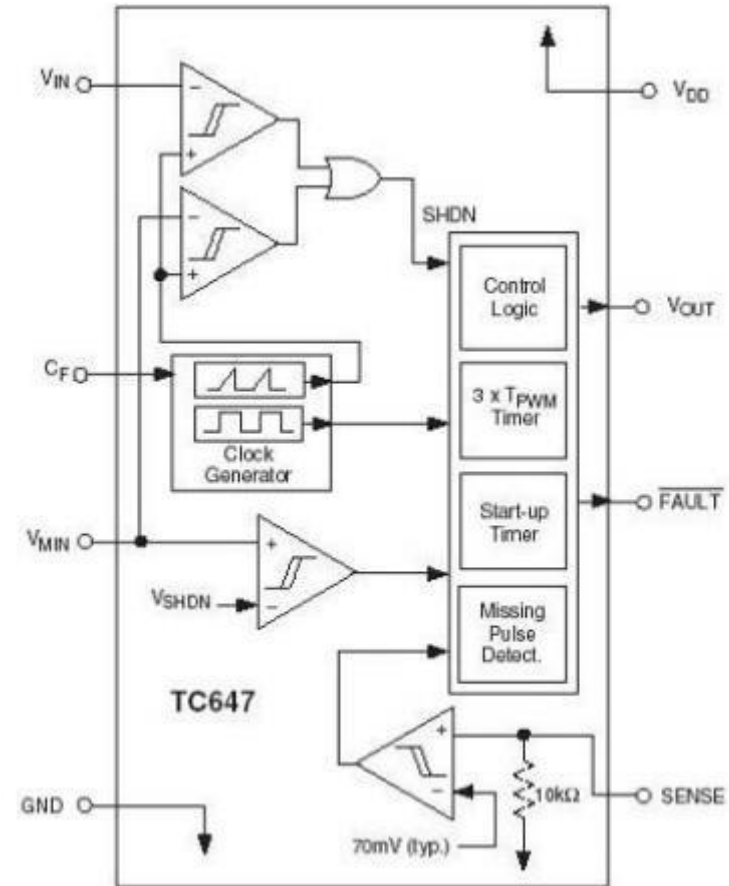 VIN
VDD
−
+
SHDN
−
+
Control
Logic
VOUT
CF
3 x TPWM
Timer
Clock
Generator
FAULT
Start-up
Timer
VMIN
+
VSHDN
−
Missing
Pulse
Detect.
TC647
+
−
10kΩ
SENSE
GND
70mV (typ.)